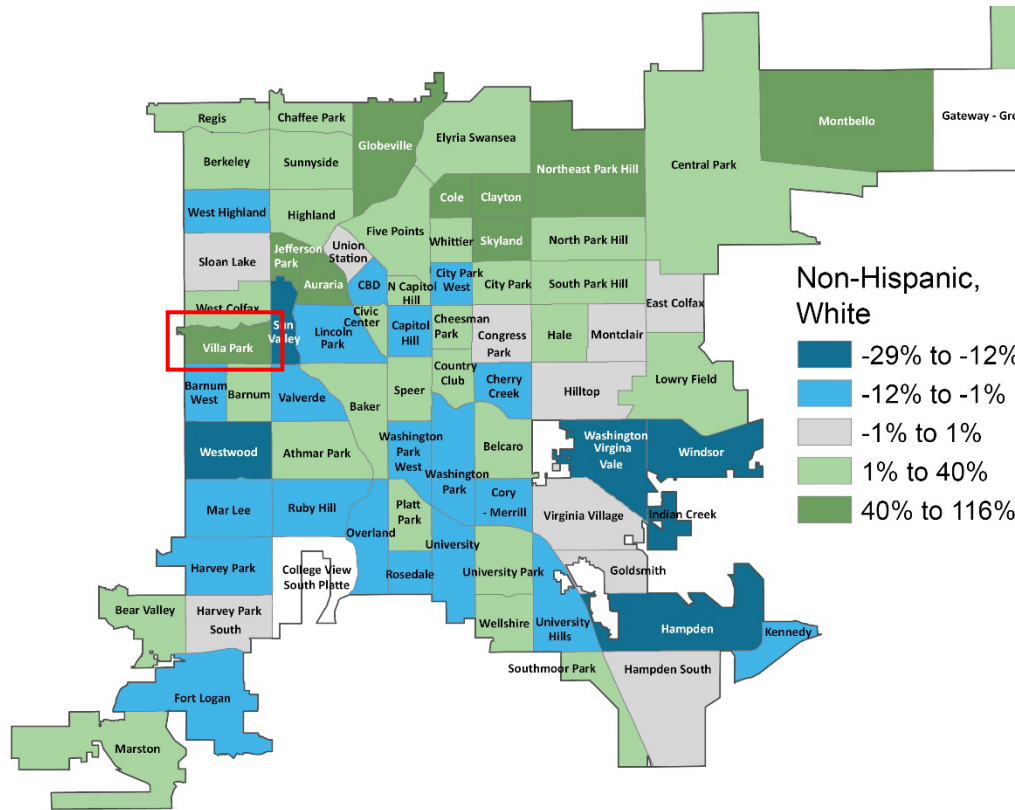 Regis
Chaffee Park
Globeville
Elyria Swansea
Montbello
Gateway - Gre
Berkeley
Sunnyside
Northeast Park Hill
Central Park
West Highland
Highland
Cole
Clayton
Five Points
Sloan Lake
Jefferson
Park
Union
Station
Whittier
Skyland
North Park Hill
Auraria
CBD
N Capitol
Hill
City Park
West
City Park
South Park Hill
East Colfax
West Colfax
Sun
Valley
Lincoln
Park
Civic
Center
Capitol
Hill
Cheesman
Park
Congress
Park
Hale
Montclair
Villa Park
Barnum
West
Barnum
Valverde
Baker
Speer
Country
Club
Cherry
Creek
Hilltop
Lowry Field
Westwood
Athmar Park
Washington
Park
West
Washington
Park
Belcaro
Washington
Virgina
Vale
Windsor
Mar Lee
Ruby Hill
Overland
Platt
Park
Cory
- Merrill
Virginia Village
Indian Creek
Harvey Park
College View
South Platte
Rosedale
University
University Park
Goldsmith
Bear Valley
Harvey Park
South
Wellshire
University
Hills
Hampden
Kennedy
Fort Logan
Southmoor Park
Hampden South
Marston
Non-Hispanic,
White
-29% to -12%
-12% to -1%
-1% to 1%
1% to 40%
40% to 116%